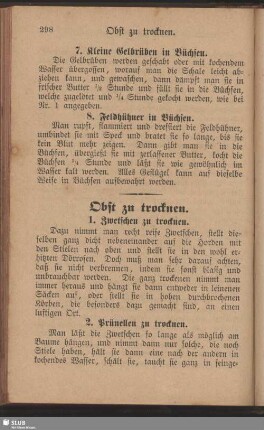 298 Obst zu trocknen.
7. Kleine Gelbrüben in Büchsen.
Die Gelbrüben werden geschabt oder mit kochendem
Wasser übergossen, worauf man die Schale leicht ab-
ziehen kann, und gewaschen, dann dämpft man sie in
frischer Butter ½ Stunde und füllt sie in die Büchsen,
welche zugelötet und ¾ Stunde gekocht werden, wie bei
Nr. 1 angegeben.
8. Feldhühner in Büchsen.
Man rupft, flammiert und dressiert die Feldhühner,
umbindet sie mit Speck und bratet sie so lange, bis sie
kein Blut mehr zeigen. Dann gibt man sie in die
Büchsen, übergießt sie mit zerlassener Butter, kocht die
Büchsen Stunde und läßt sie wie gewöhnlich im
Wasser kalt werden. Alles Geflügel kann auf dieselbe
Weise in Büchsen aufbewahrt werden.
Obst zu trocknen.
1. Zwetschen zu trocknen.
Dazu nimmt man recht reife Zwetschen, stellt die-
selben ganz dicht nebeneinander auf die Horden mit
den Stielen nach oben und stellt sie in den wohl er-
hitzten Dörrofen. Doch muß man sehr darauf achten,
daß sie nicht verbrennen, indem sie sonst klaffig und
unbrauchbar werden. Die ganz trocknen nimmt man
immer heraus und hängt sie dann entweder in leinenen
Säcken auf, oder stellt sie in hohen durchbrochenen
Körben, die besonders dazu gemacht sind, an einen
luftigen Ort.
2. Prünellen zu trocknen.
Man läßt die Zwetschen so lange als möglich am
Baume hängen, und nimmt dann nur solche, die noch
Stiele haben, hält sie dann eine nach der andern in
kochendes Wasser, schält sie, taucht sie ganz in feinge-
SLUB